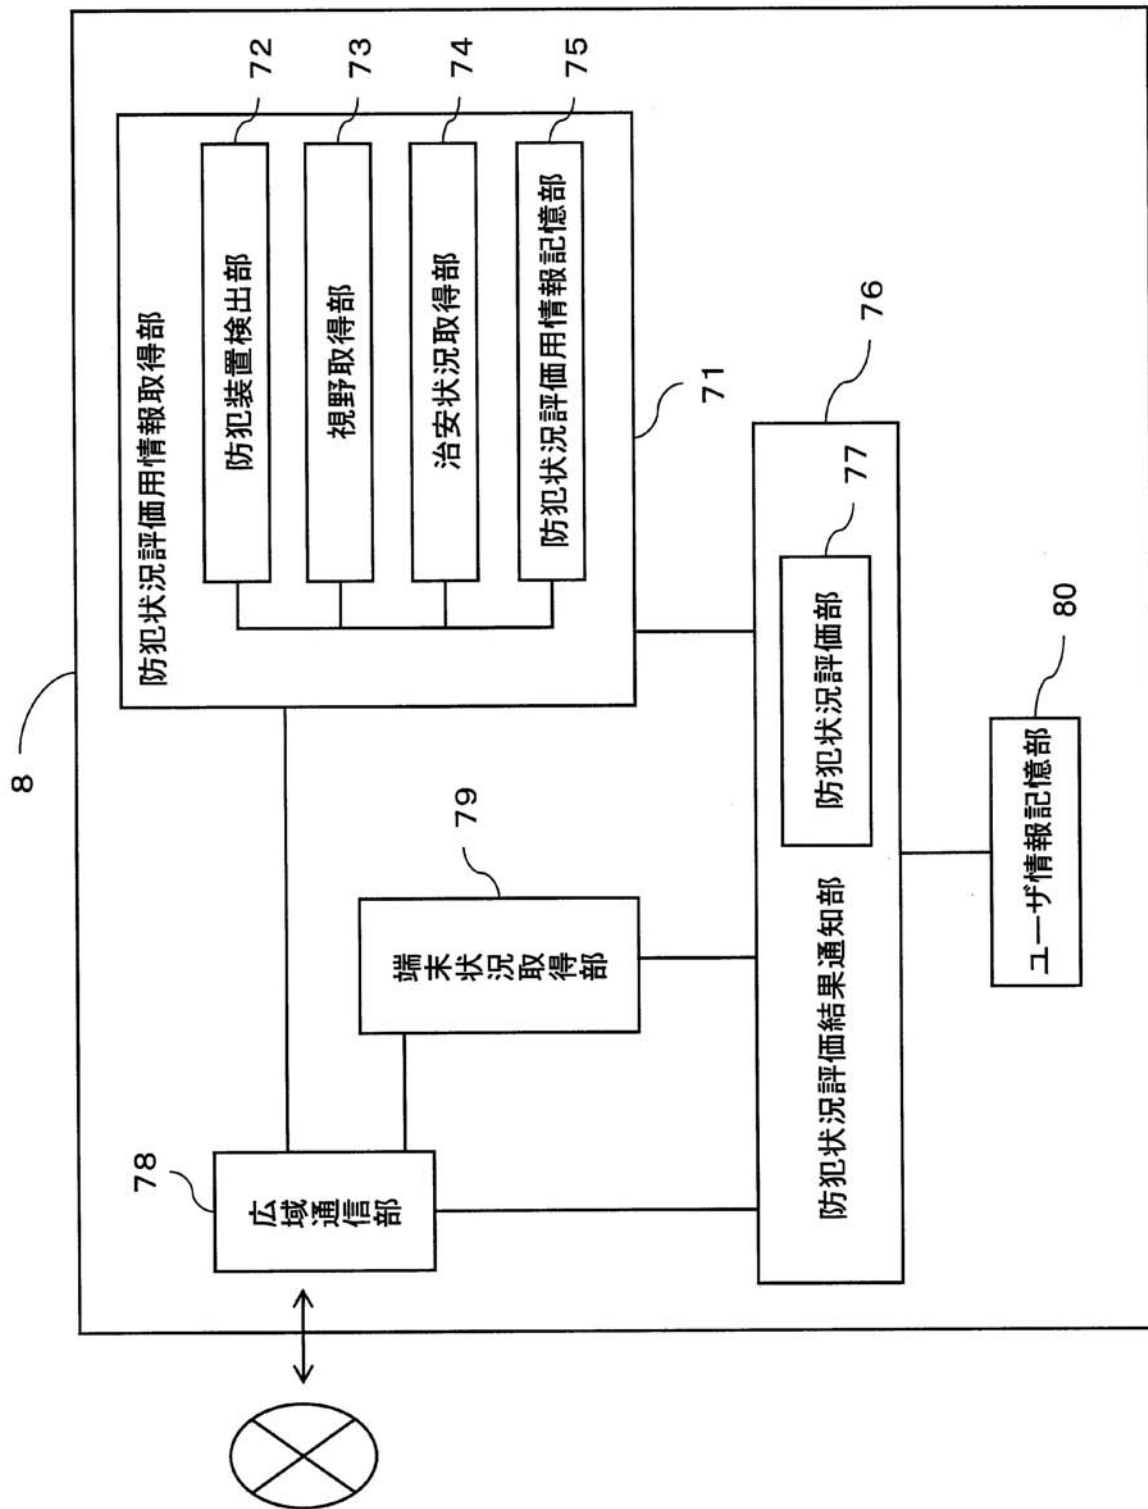 8
78
広域通信部
79
端末状況取得部
防犯状況評価用情報取得部
防犯装置検出部
72
視野取得部
73
治安状況取得部
74
防犯状況評価用情報記憶部
75
71
防犯状況評価結果通知部
防犯状況評価部
77
76
ユーザ情報記憶部
80